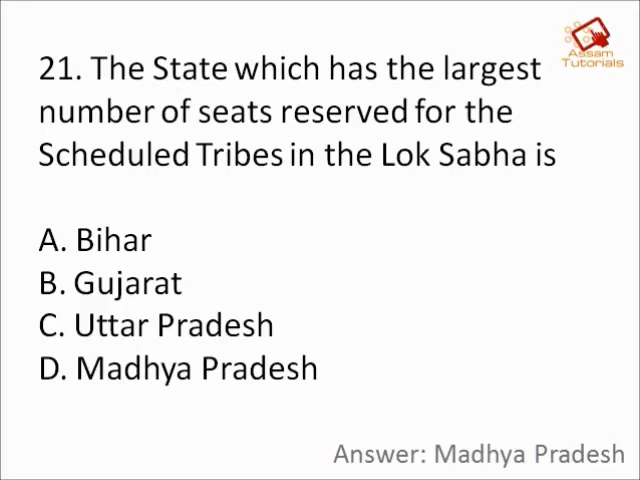 Assam
Tutorials
21. The State which has the largest
number of seats reserved for the
Scheduled Tribes in the Lok Sabha is
A. Bihar
B. Gujarat
C. Uttar Pradesh
D. Madhya Pradesh
Answer: Madhya Pradesh